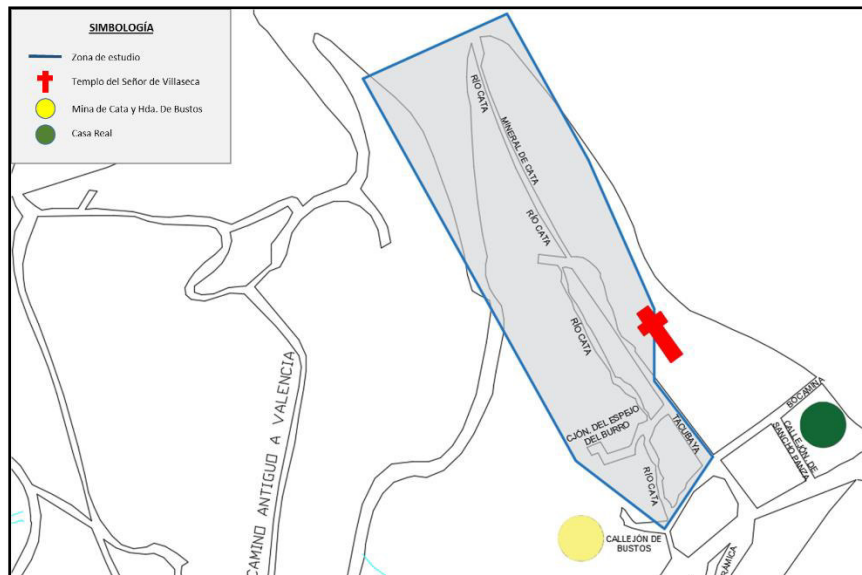 SIMBOLOGÍA
Zona de estudio
Templo del Señor de Villaseca
Mina de Cata y Hda. De Bustos
Casa Real
RÍO CATA
MINERAL DE CATA
RÍO CATA
RÍO CATA
CJÓN. DEL ESPEJO
DEL BURRO
TACUBAYA
RÍO CATA
BOCAMINA
CALLEJÓN. DE
SANCHO PANZA
CAMINO ANTIGUO A VALENCIA
CALLEJÓN DE
BUSTOS